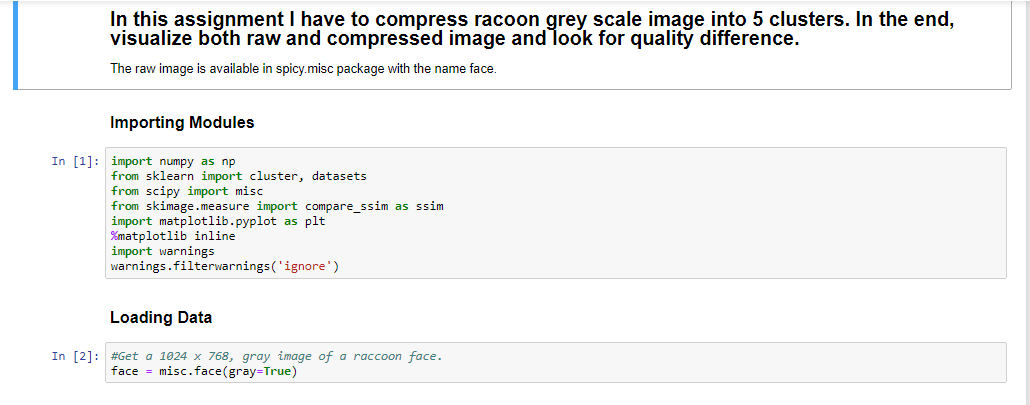 In this assignment I have to compress racoon grey scale image into 5 clusters. In the end,
visualize both raw and compressed image and look for quality difference.
The raw image is available in spicy.misc package with the name face.
Importing Modules
In [1]: import numpy as np
from sklearn import cluster, datasets
from scipy import misc
from skimage.measure import compare_ssim as ssim
import matplotlib.pyplot as plt
%matplotlib inline
import warnings
warnings.filterwarnings('ignore')
Loading Data
In [2]: #Get a 1024 x 768, gray image of a raccoon face.
face = misc.face(gray=True)